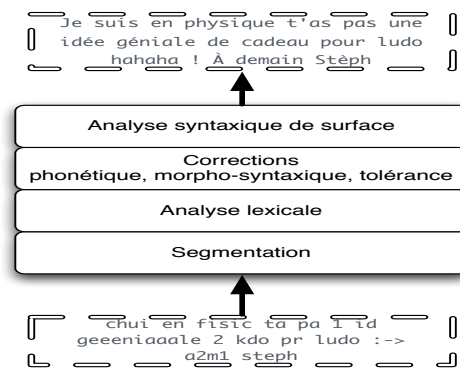 Je suis en physique t'as pas une
idée géniale de cadeau pour ludo
hahaha ! À demain Stèph
Analyse syntaxique de surface
Corrections
phonétique, morpho-syntaxique, tolérance
Analyse lexicale
Segmentation
chui en fisic ta pa 1 id
geeeniaaale 2 kdo pr ludo :->
a2m1 steph